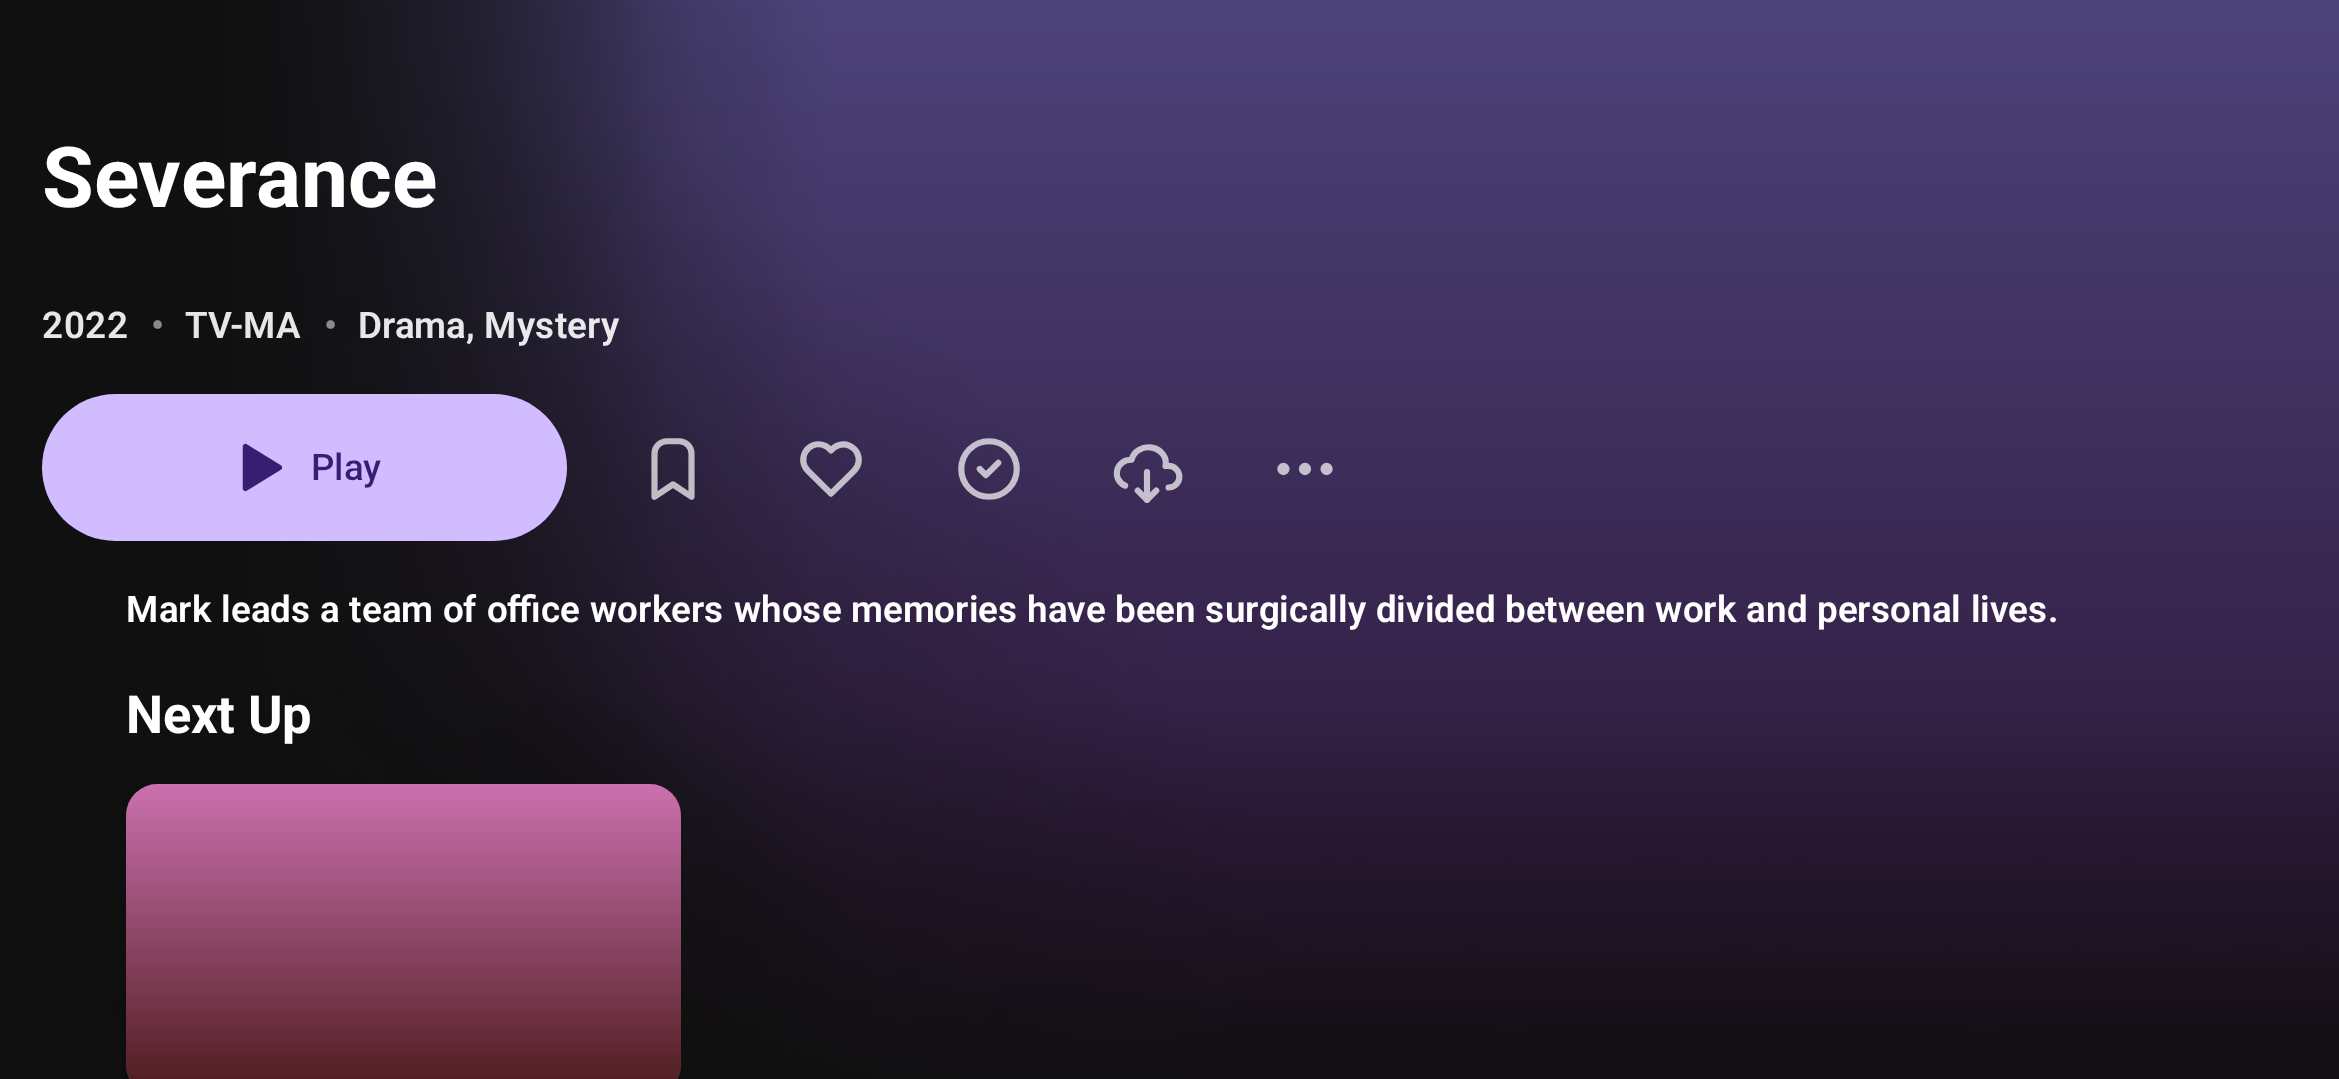 Severance
2022 • TV-MA • Drama, Mystery
Play
Mark leads a team of office workers whose memories have been surgically divided between work and personal lives.
Next Up